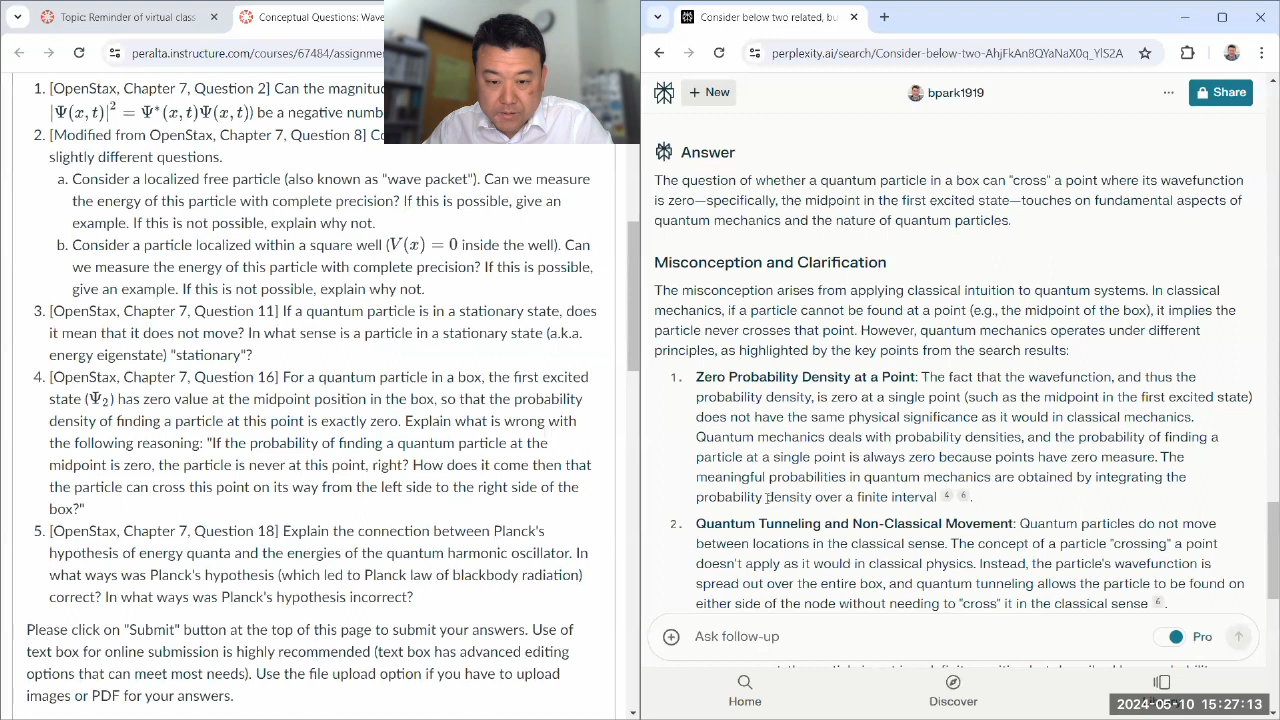 Topic Reminder of virtual class
Conceptual Questions: Wave
peralta.instructure.com/courses/67484/assignme
1. [OpenStax, Chapter 7, Question 2] Can the magnitu
|Ψ(x,t)|² = Ψ*(x,t)Ψ(x,t)) be a negative numb
2. [Modified from OpenStax, Chapter 7, Question 8] Co
slightly different questions.
a. Consider a localized free particle (also known as "wave packet"). Can we measure
the energy of this particle with complete precision? If this is possible, give an
example. If this is not possible, explain why not.
b. Consider a particle localized within a square well (V(x) = 0 inside the well). Can
we measure the energy of this particle with complete precision? If this is possible,
give an example. If this is not possible, explain why not.
3. [OpenStax, Chapter 7, Question 11] If a quantum particle is in a stationary state, does
it mean that it does not move? In what sense is a particle in a stationary state (a.k.a.
energy eigenstate) "stationary"?
4. [OpenStax, Chapter 7, Question 16] For a quantum particle in a box, the first excited
state (Ψ₂) has zero value at the midpoint position in the box, so that the probability
density of finding a particle at this point is exactly zero. Explain what is wrong with
the following reasoning: "If the probability of finding a quantum particle at the
midpoint is zero, the particle is never at this point, right? How does it come then that
the particle can cross this point on its way from the left side to the right side of the
box?"
5. [OpenStax, Chapter 7, Question 18] Explain the connection between Planck's
hypothesis of energy quanta and the energies of the quantum harmonic oscillator. In
what ways was Planck's hypothesis (which led to Planck law of blackbody radiation)
correct? In what ways was Planck's hypothesis incorrect?
Please click on "Submit" button at the top of this page to submit your answers. Use of
text box for online submission is highly recommended (text box has advanced editing
options that can meet most needs). Use the file upload option if you have to upload
images or PDF for your answers.
Consider below two related, bu
perplexity.ai/search/Consider-below-two-AhjFkAn8QYaNaX0U_YlS2A
New
bpark1919
Share
Answer
The question of whether a quantum particle in a box can "cross" a point where its wavefunction
is zero—specifically, the midpoint in the first excited state—touches on fundamental aspects of
quantum mechanics and the nature of quantum particles.
Misconception and Clarification
The misconception arises from applying classical intuition to quantum systems. In classical
mechanics, if a particle cannot be found at a point (e.g., the midpoint of the box), it implies the
particle never crosses that point. However, quantum mechanics operates under different
principles, as highlighted by the key points from the search results:
1. Zero Probability Density at a Point: The fact that the wavefunction, and thus the
probability density, is zero at a single point (such as the midpoint in the first excited state)
does not have the same physical significance as it would in classical mechanics.
Quantum mechanics deals with probability densities, and the probability of finding a
particle at a single point is always zero because points have zero measure. The
meaningful probabilities in quantum mechanics are obtained by integrating the
probability density over a finite interval 4 6 .
2. Quantum Tunneling and Non-Classical Movement: Quantum particles do not move
between locations in the classical sense. The concept of a particle "crossing" a point
doesn't apply as it would in classical physics. Instead, the particle's wavefunction is
spread out over the entire box, and quantum tunneling allows the particle to be found on
either side of the node without needing to "cross" it in the classical sense 6 .
Ask follow-up
Pro
Home
Discover
2024-05-10 15:27:13